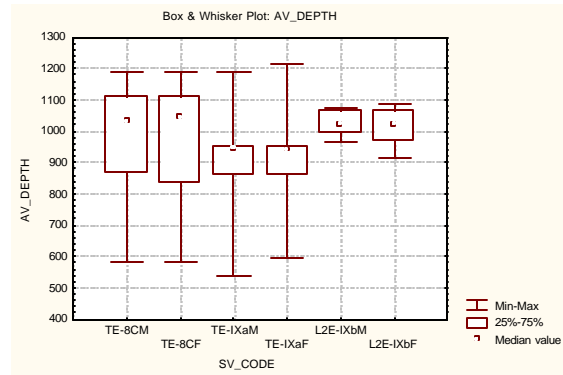 Box & Whisker Plot: AV_DEPTH
AV_DEPTH
1300
1200
1100
1000
900
800
700
600
500
400
TE-8CM
TE-8CF
TE-IXaM
TE-IXaF
L2E-IXbM
L2E-IXbF
SV_CODE
Min-Max
25%-75%
Median value